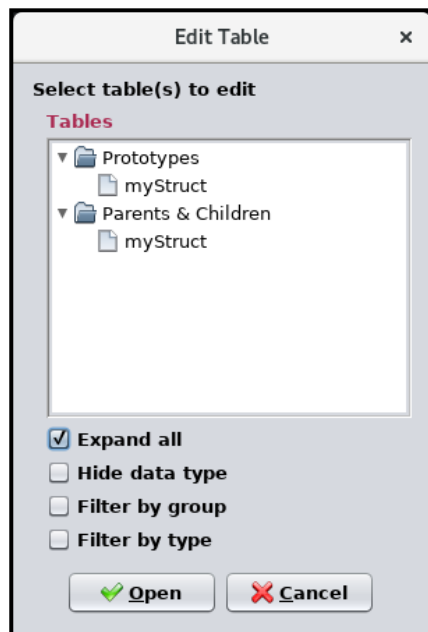 Edit Table
Select table(s) to edit
Tables
Prototypes
myStruct
Parents & Children
myStruct
Expand all
Hide data type
Filter by group
Filter by type
Open Cancel